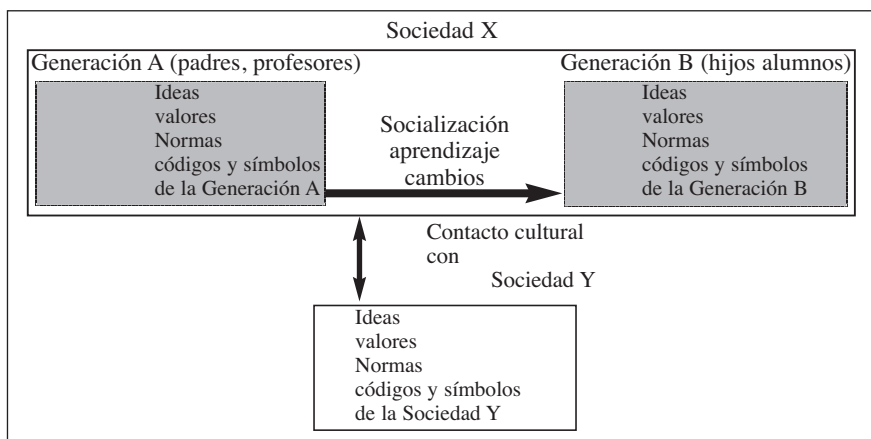 Sociedad X
Generación A (padres, profesores)
Ideas
valores
Normas
códigos y símbolos
de la Generación A
Socialización
aprendizaje
cambios
Generación B (hijos alumnos)
Ideas
valores
Normas
códigos y símbolos
de la Generación B
Contacto cultural
con
Sociedad Y
Ideas
valores
Normas
códigos y símbolos
de la Sociedad Y